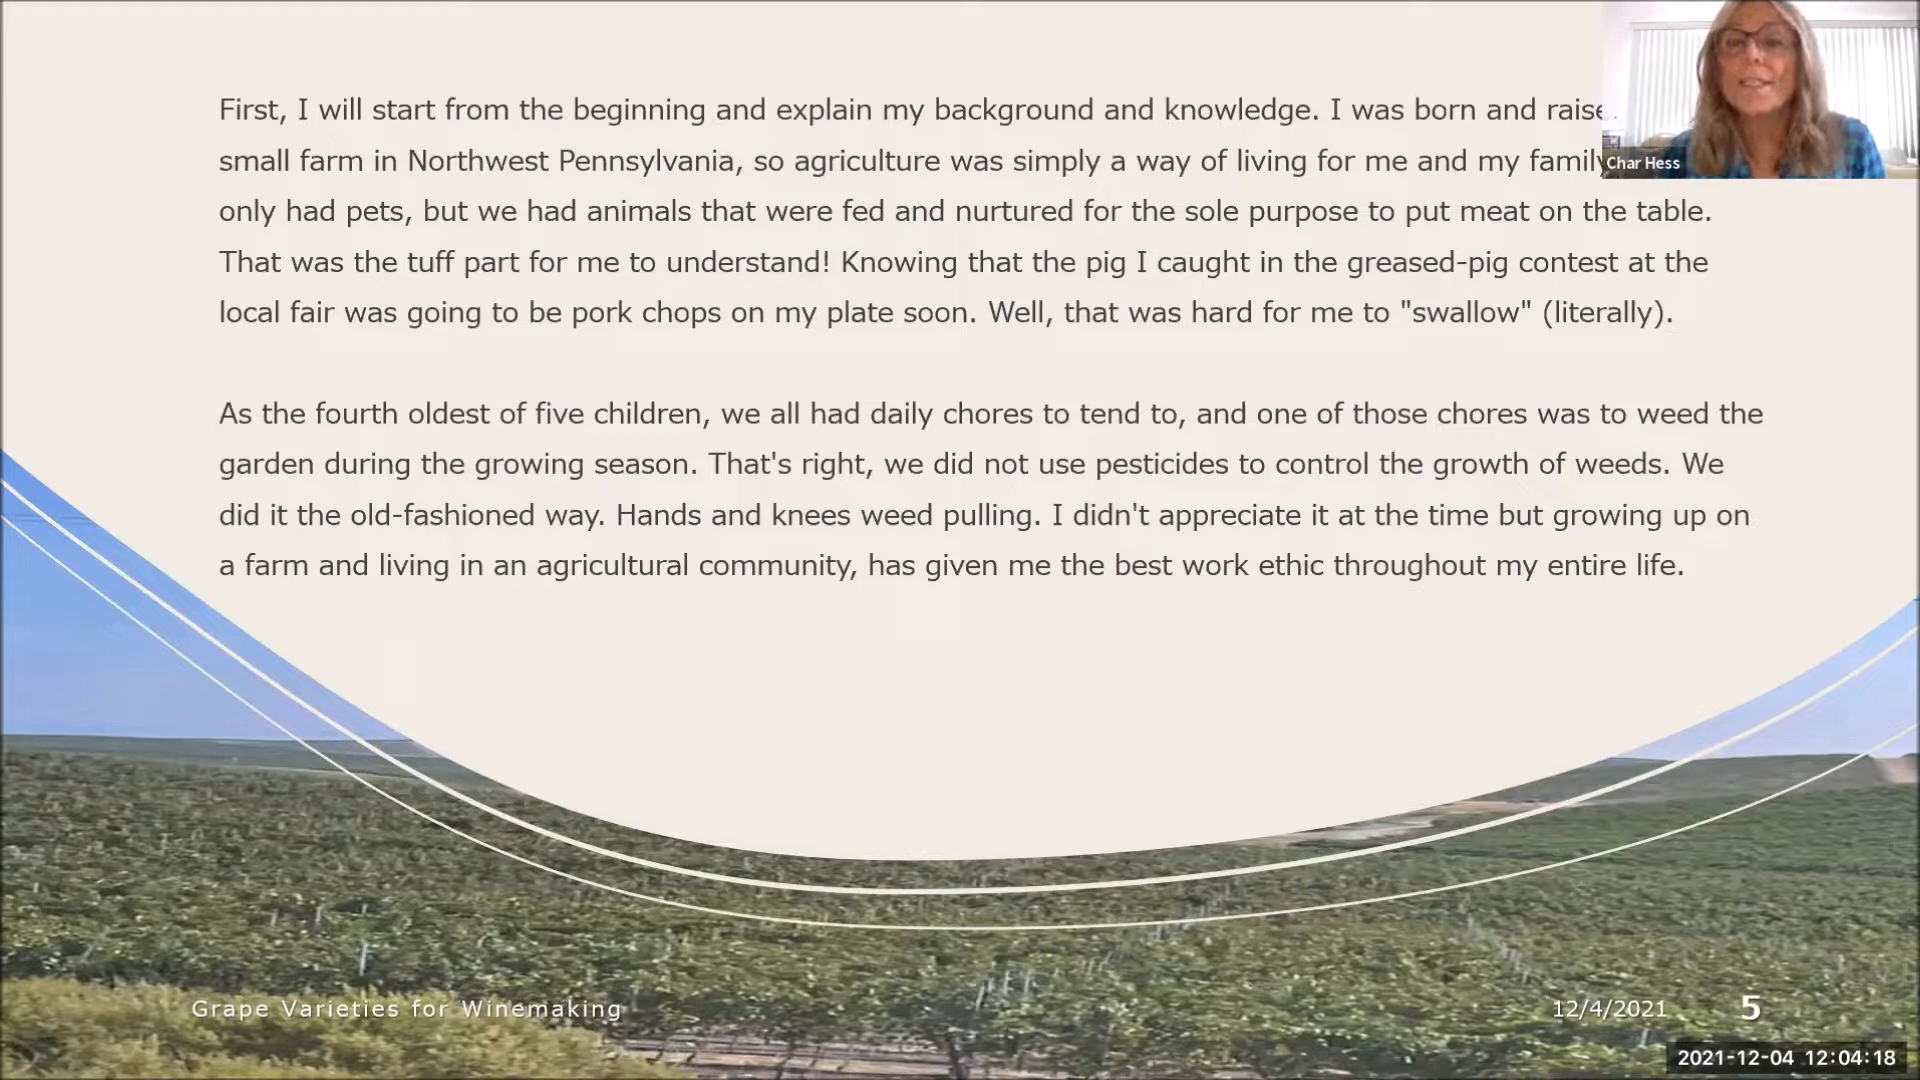 First, I will start from the beginning and explain my background and knowledge. I was born and
small farm in Northwest Pennsylvania, so agriculture was simply a way of living for me and my family
only had pets, but we had animals that were fed and nurtured for the sole purpose to put meat on the table.
That was the tuff part for me to understand! Knowing that the pig I caught in the greased-pig contest at the
local fair was going to be pork chops on my plate soon. Well, that was hard for me to "swallow" (literally).
As the fourth oldest of five children, we all had daily chores to tend to, and one of those chores was to weed the
garden during the growing season. That's right, we did not use pesticides to control the growth of weeds. We
did it the old-fashioned way. Hands and knees weed pulling. I didn't appreciate it at the time but growing up on
a farm and living in an agricultural community, has given me the best work ethic throughout my entire life.
Char Hess
Grape Varieties for Winemaking
12/4/2021
5
2021-12-04 12:04:18